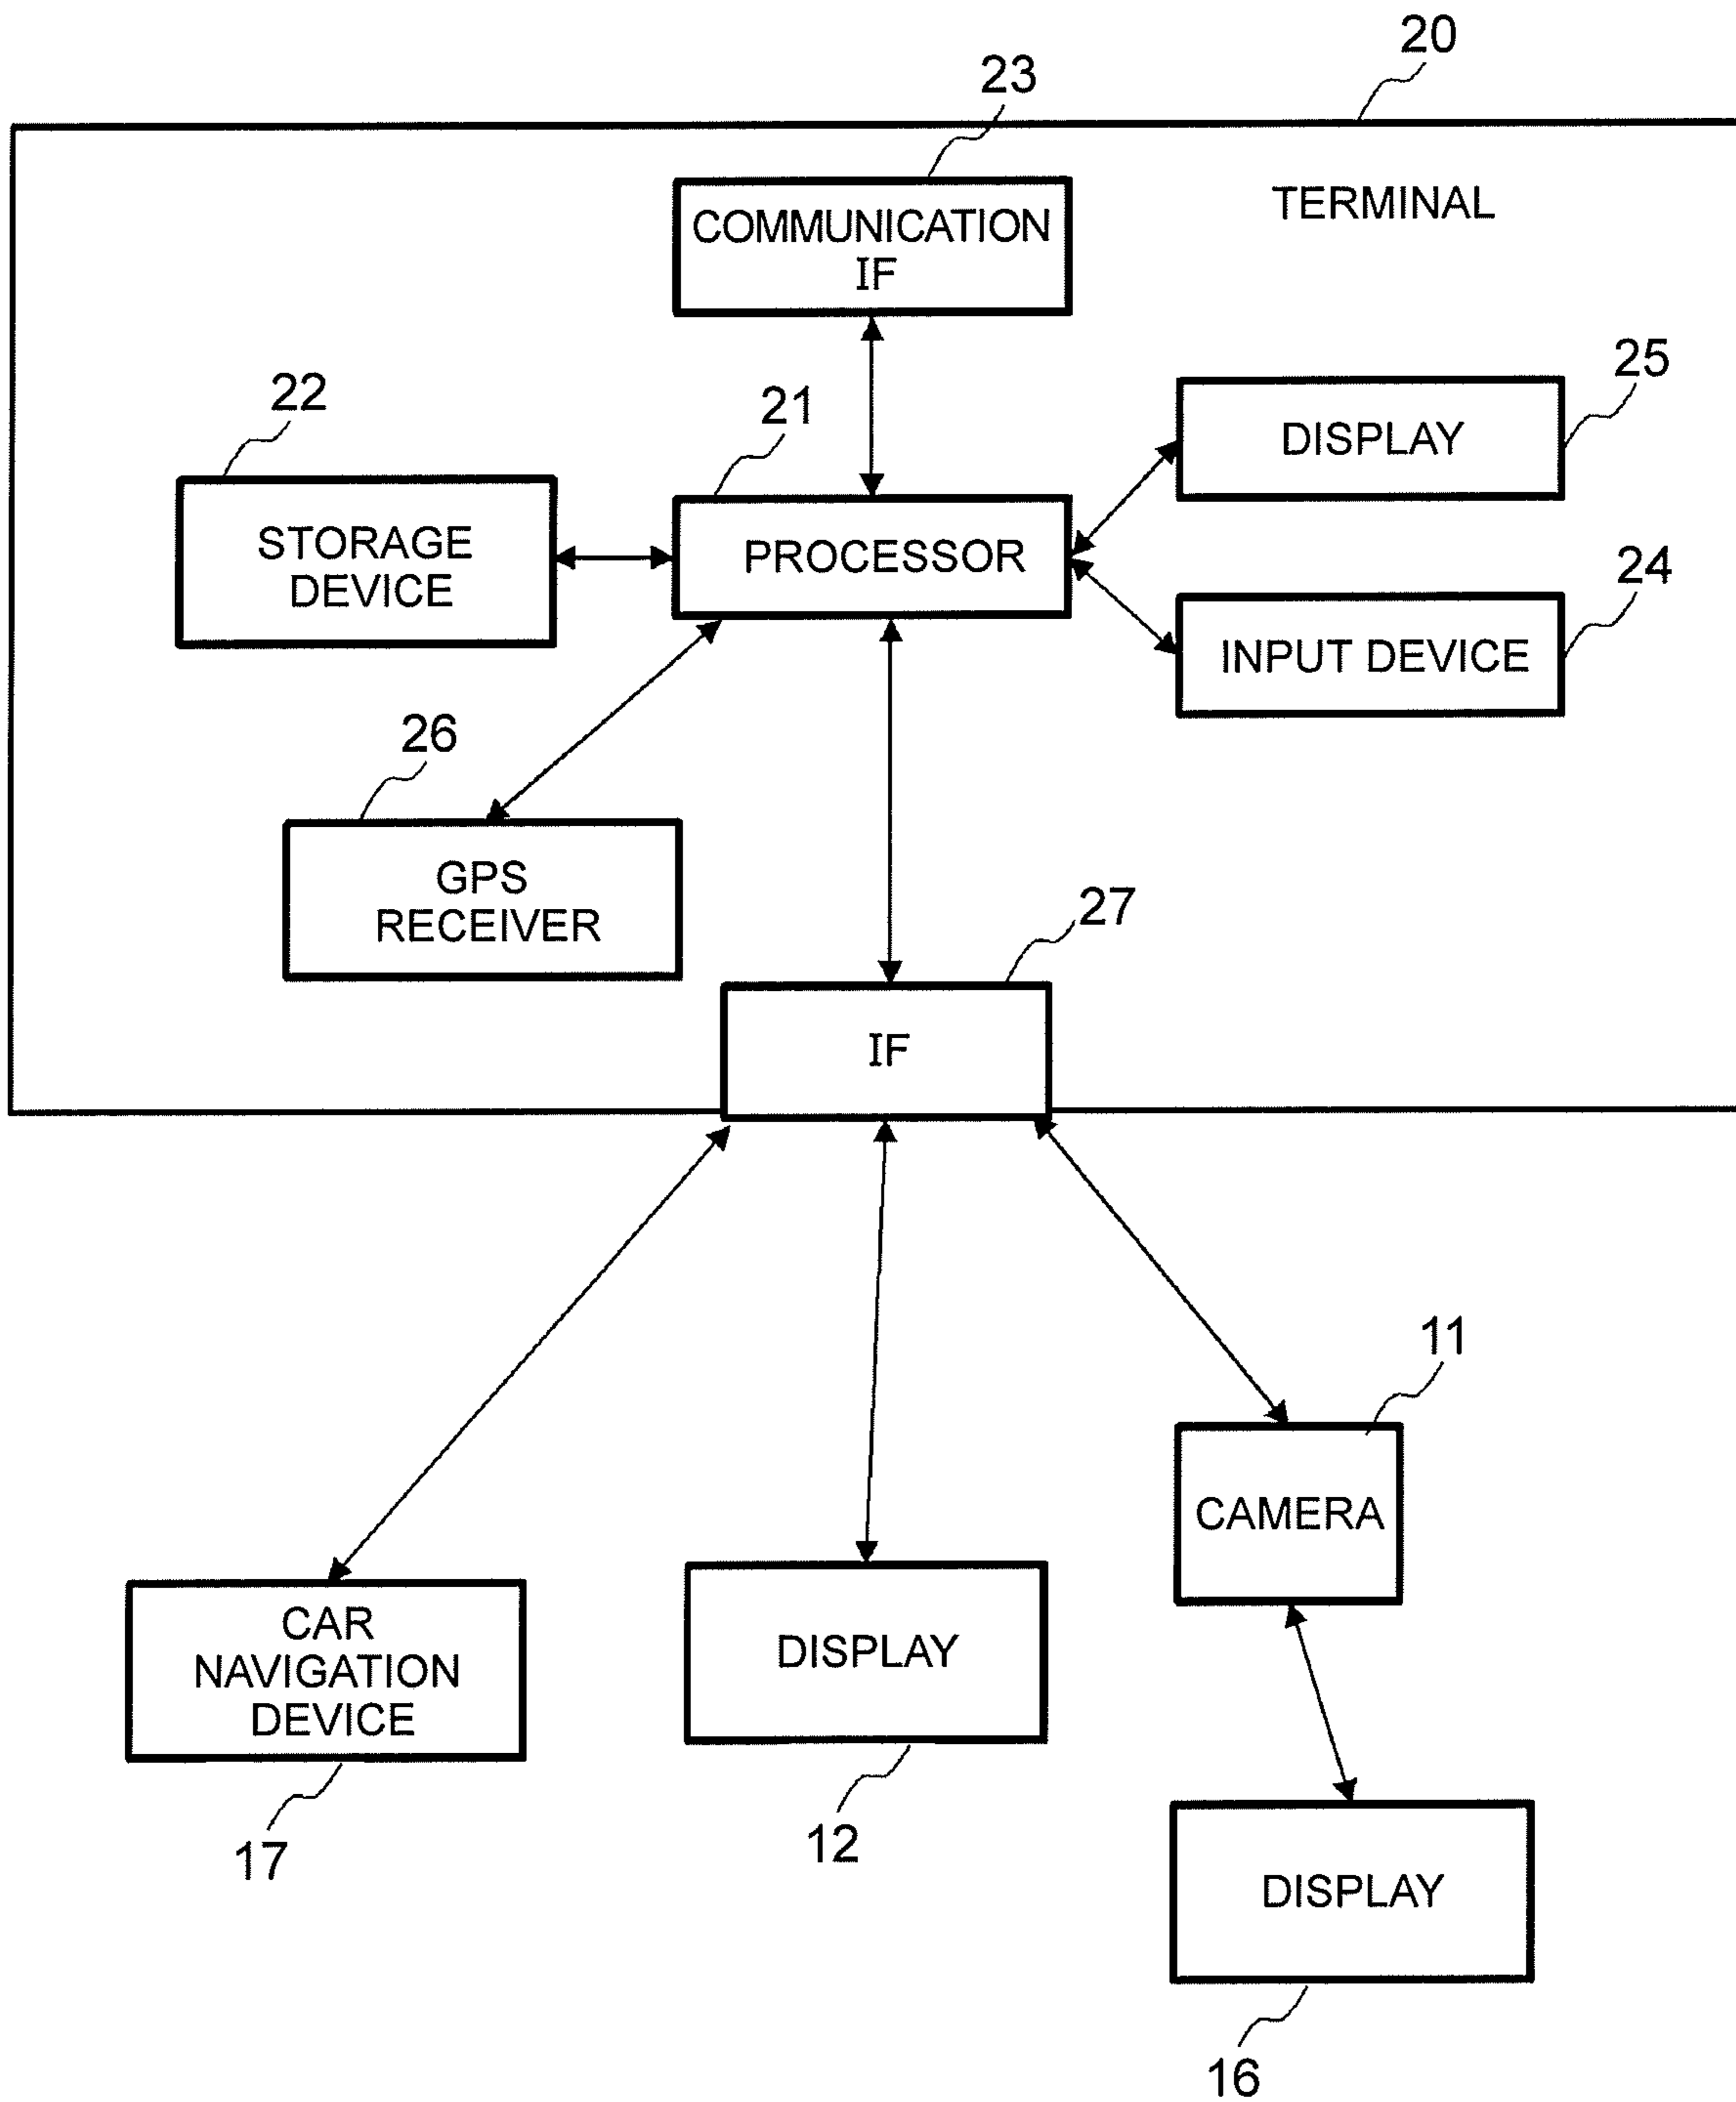 20
23
TERMINAL
COMMUNICATION
IF
25
22
21
DISPLAY
STORAGE
DEVICE
PROCESSOR
24
INPUT DEVICE
26
GPS
RECEIVER
27
IF
11
CAMERA
CAR
NAVIGATION
DEVICE
DISPLAY
17
12
DISPLAY
16